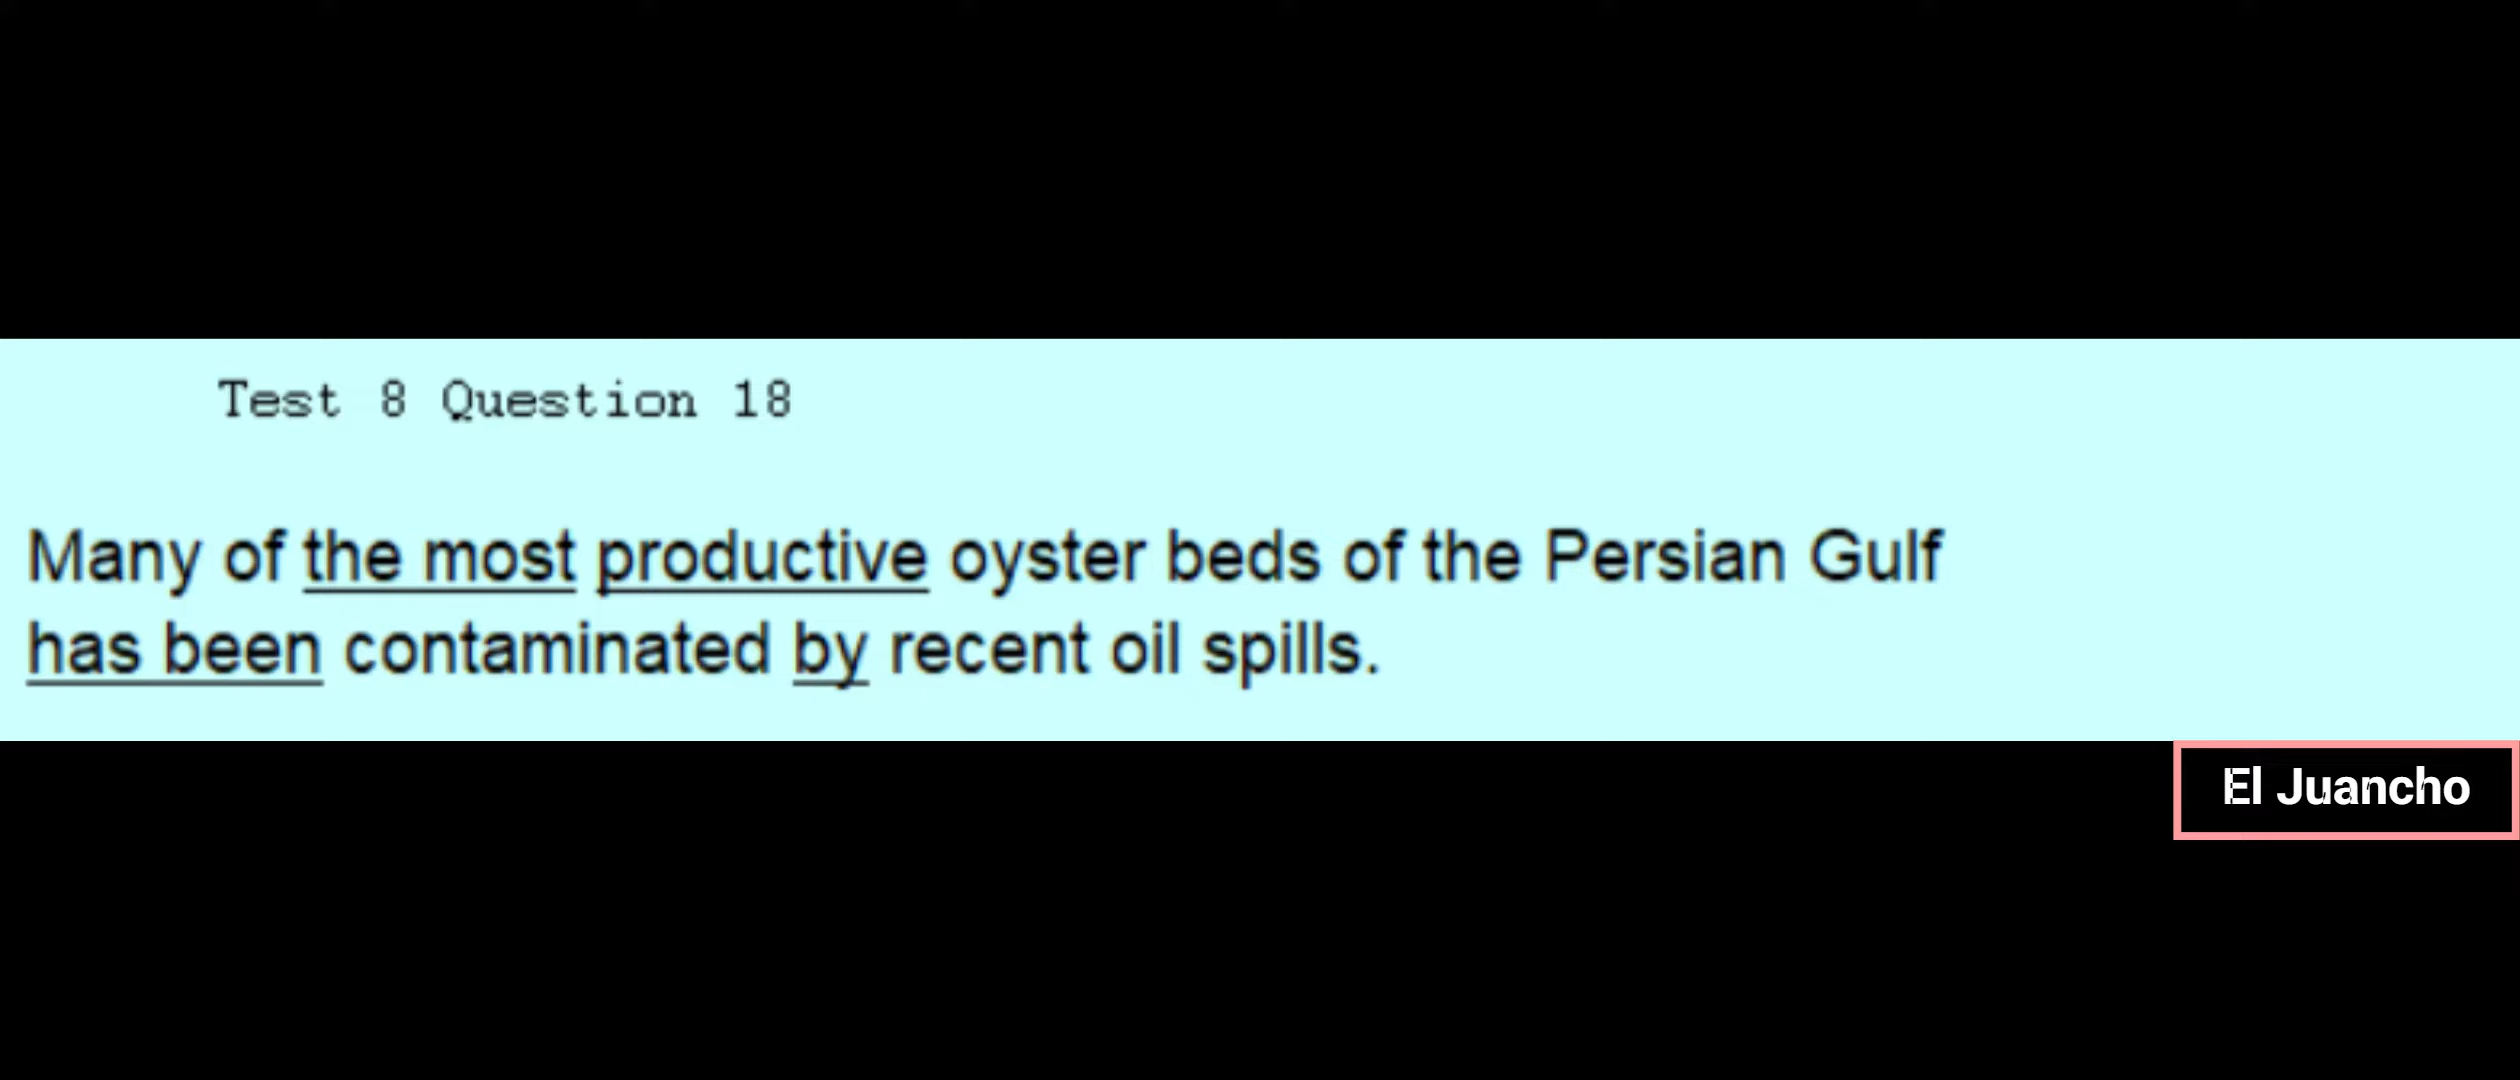 Test 8 Question 18
Many of the most productive oyster beds of the Persian Gulf
has been contaminated by recent oil spills.
El Juancho